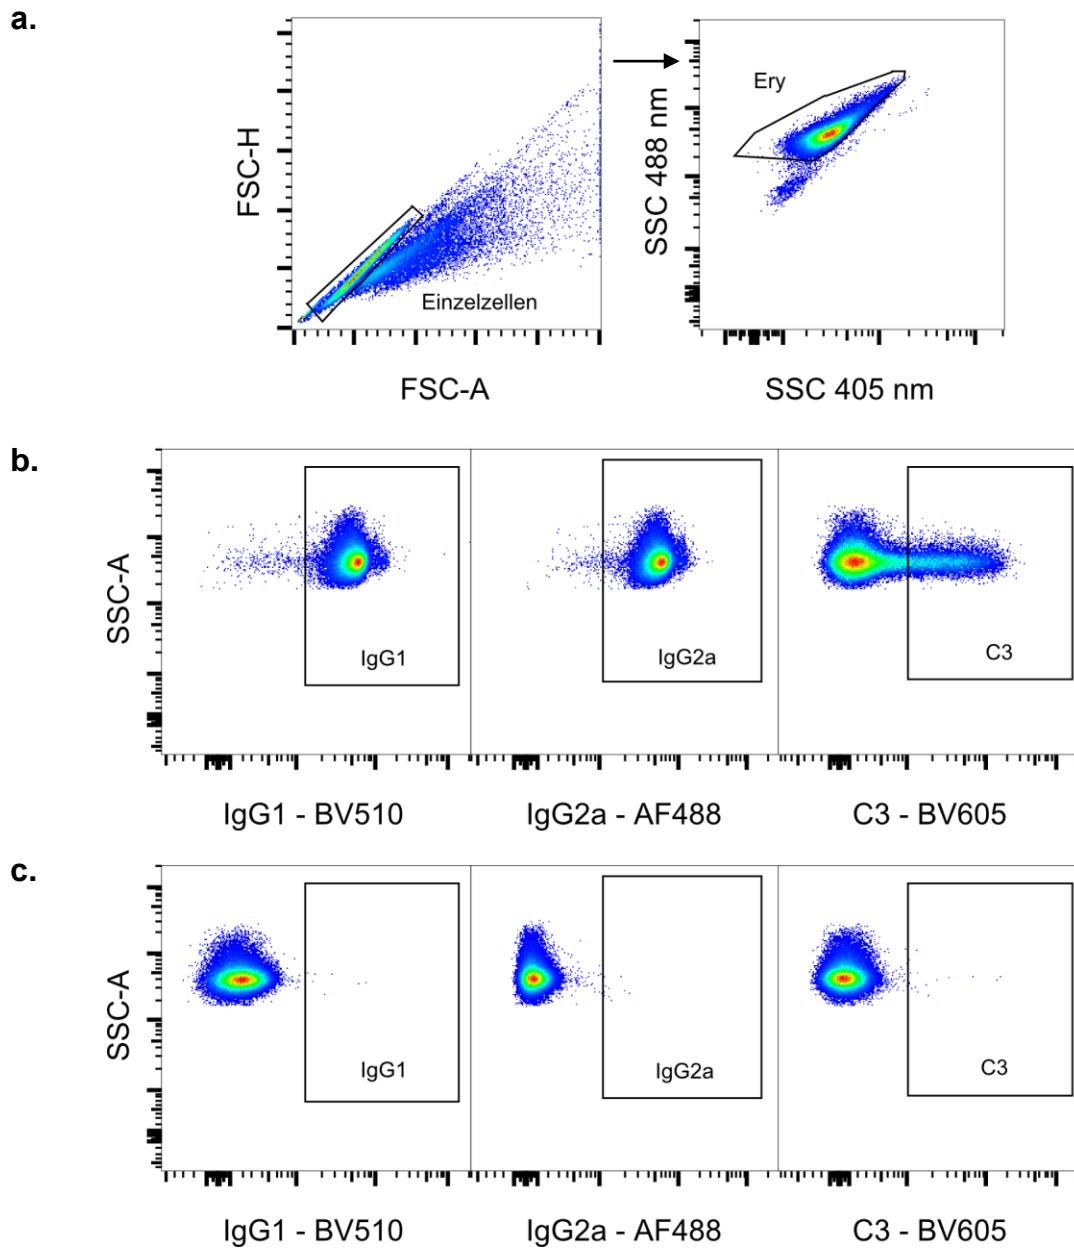 a.
FSC-H
Einzelzellen
FSC-A
Ery
SSC 488 nm
SSC 405 nm
b.
SSC-A
IgG1
IgG2a
C3
IgG1 - BV510
IgG2a - AF488
C3 - BV605
c.
SSC-A
IgG1
IgG2a
C3
IgG1 - BV510
IgG2a - AF488
C3 - BV605